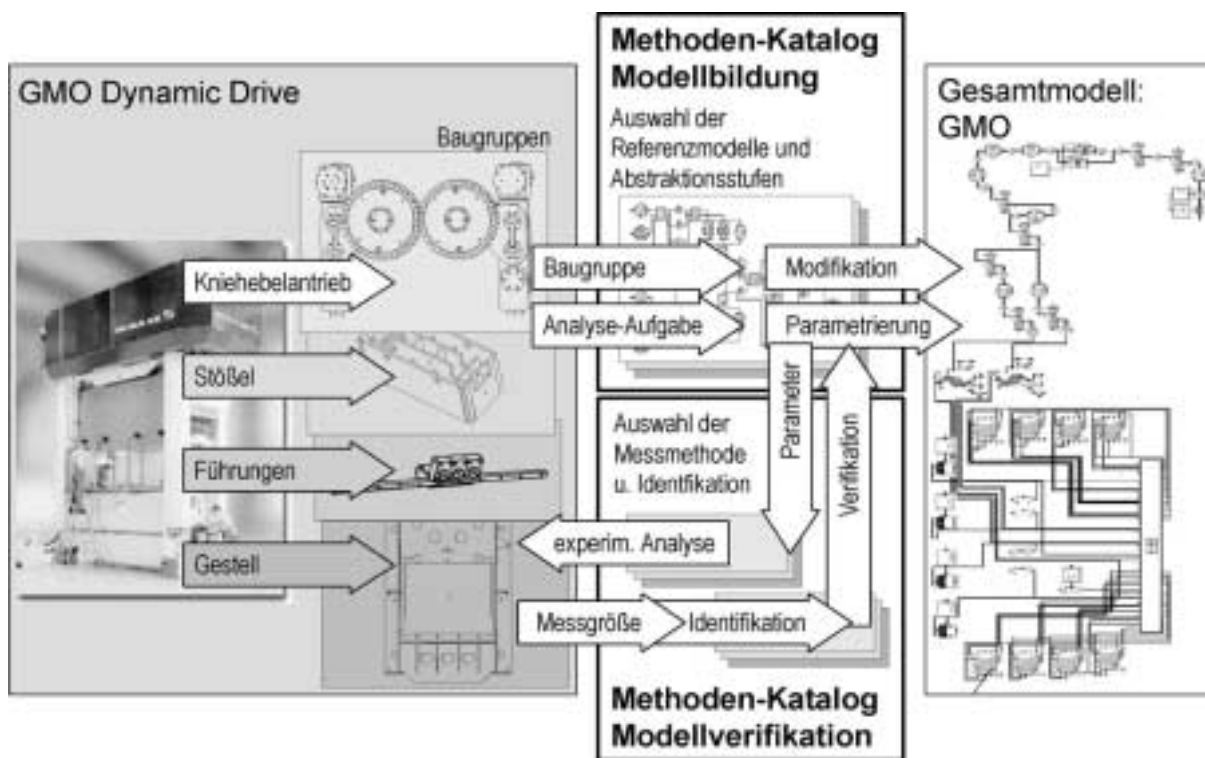 GMO Dynamic Drive
Baugruppen
Kniehebelantrieb
Stößel
Führungen
Gestell
Methoden-Katalog
Modellbildung
Auswahl der
Referenzmodelle und
Abstraktionsstufen
Baugruppe
Modifikation
Analyse-Aufgabe
Parametrierung
Parameter
Verifikation
Auswahl der
Messmethode
u. Identfikation
experim. Analyse
Messgröße
Identifikation
Methoden-Katalog
Modellverifikation
Gesamtmodell:
GMO